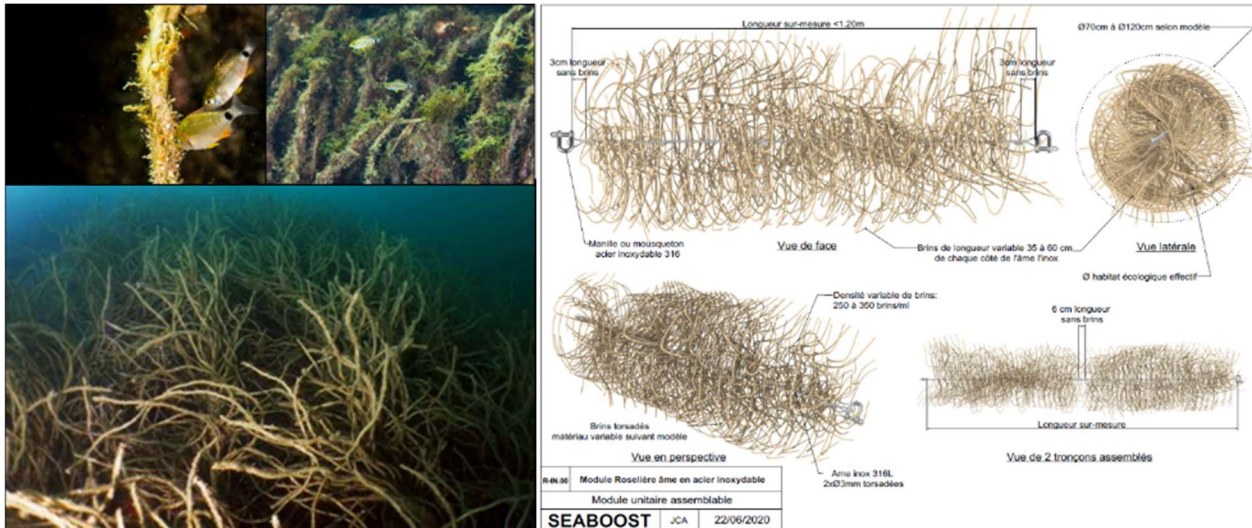 Longueur sur-mesure <1.20m
Ø70cm à Ø120cm selon modèle
3cm longueur
sans brins
3cm longueur
sans brins
Manille ou mousqueton
acier inoxydable 316
Vue de face
Brins de longueur variable 35 à 60 cm
de chaque côté de l'âme l'inox
Vue latérale
Ø habitat écologique effectif
Densité variable de brins:
250 à 350 brins/ml
6 cm longueur
sans brins
Brins torsadés
matériau variable suivant modèle
Longueur sur-mesure
Vue en perspective
Ame inox 316L
2xØ3mm torsadées
Vue de 2 tronçons assemblés
R-IN.00 Module Roselière âme en acier inoxydable
Module unitaire assemblable
SEABOOST JCA 22/06/2020